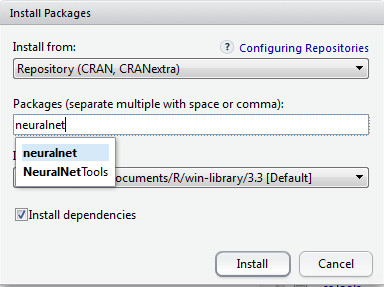 Install Packages
Install from:
? Configuring Repositories
Repository (CRAN, CRANextra)
Packages (separate multiple with space or comma):
neuralnet
neuralnet
NeuralNetTools
ocuments/R/win-library/3.3 [Default]
Install dependencies
Install
Cancel